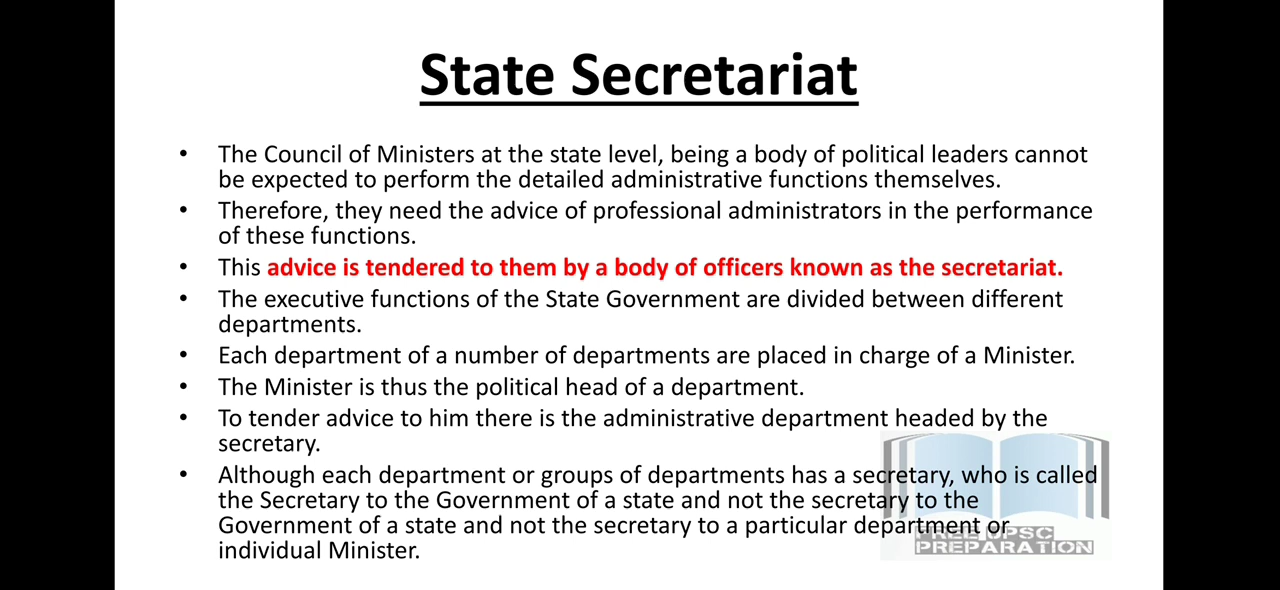 State Secretariat
• The Council of Ministers at the state level, being a body of political leaders cannot
be expected to perform the detailed administrative functions themselves.
• Therefore, they need the advice of professional administrators in the performance
of these functions.
• This advice is tendered to them by a body of officers known as the secretariat.
• The executive functions of the State Government are divided between different
departments.
• Each department of a number of departments are placed in charge of a Minister.
• The Minister is thus the political head of a department.
• To tender advice to him there is the administrative department headed by the
secretary.
• Although each department or groups of departments has a secretary, who is called
the Secretary to the Government of a state and not the secretary to the
Government of a state and not the secretary to a particular department or
individual Minister.
FREE UPSC
PREPARATION